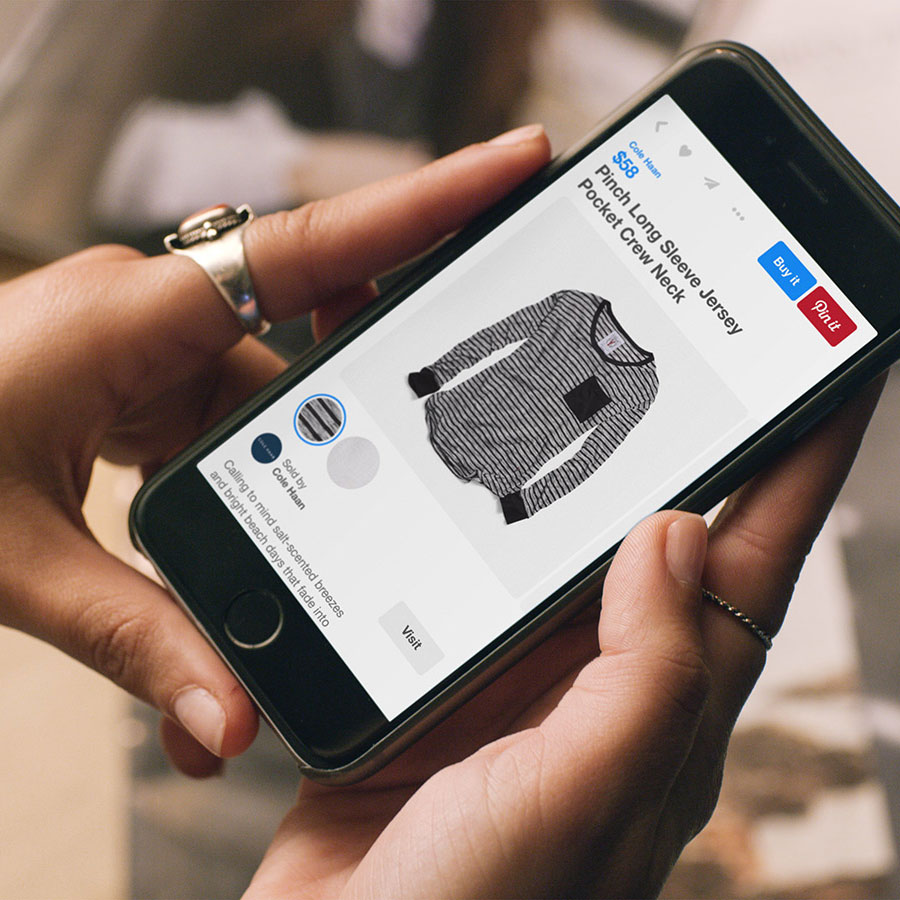 Cole Haan
$58
Pinch Long Sleeve Jersey
Pocket Crew Neck
Buy it
Pin it
Sold by
Cole Haan
Calling to mind salt-scented breezes
and bright beach days that fade into
Visit